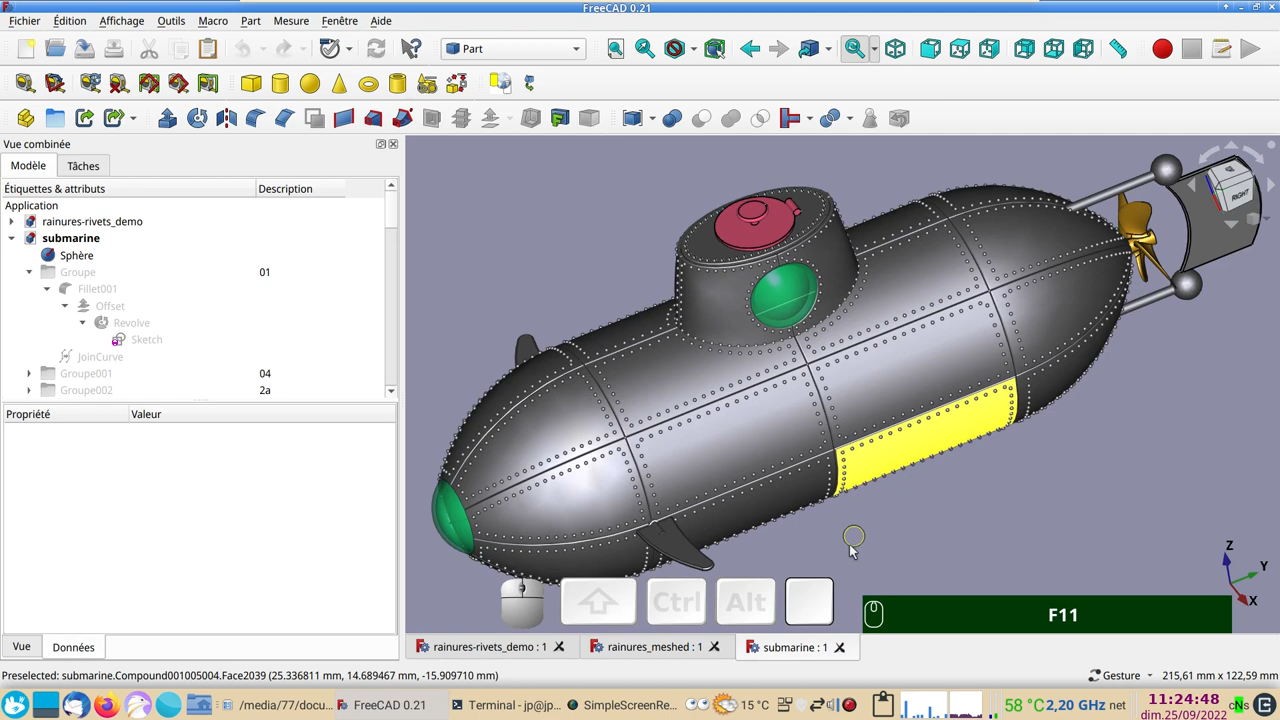 FreeCAD 0.21
Fichier Édition Affichage Outils Macro Part Mesure Fenêtre Aide
Part
Vue combinée
Modèle Tâches
Étiquettes & attributs Description
Application
rainures-rivets_demo
submarine
Sphère
Groupe 01
Fillet001
Offset
Revolve
Sketch
JoinCurve
Groupe001 04
Groupe002 2a
Propriété Valeur
RIGHT
Z
Y
X
Ctrl Alt
F11
Vue Données
rainures-rivets_demo : 1 rainures_meshed : 1 submarine : 1
Preselected: submarine.Compound001005004.Face2039 (25.336811 mm, 14.689467 mm, -15.909710 mm) Gesture 215,61 mm x 122,59 mm
/media/77/docu... FreeCAD 0.21 Terminal - jp@jp... SimpleScreenRe... 15 °C 58 °C 2,20 GHz net 11:24:48
dim.25/09/2022 cNs